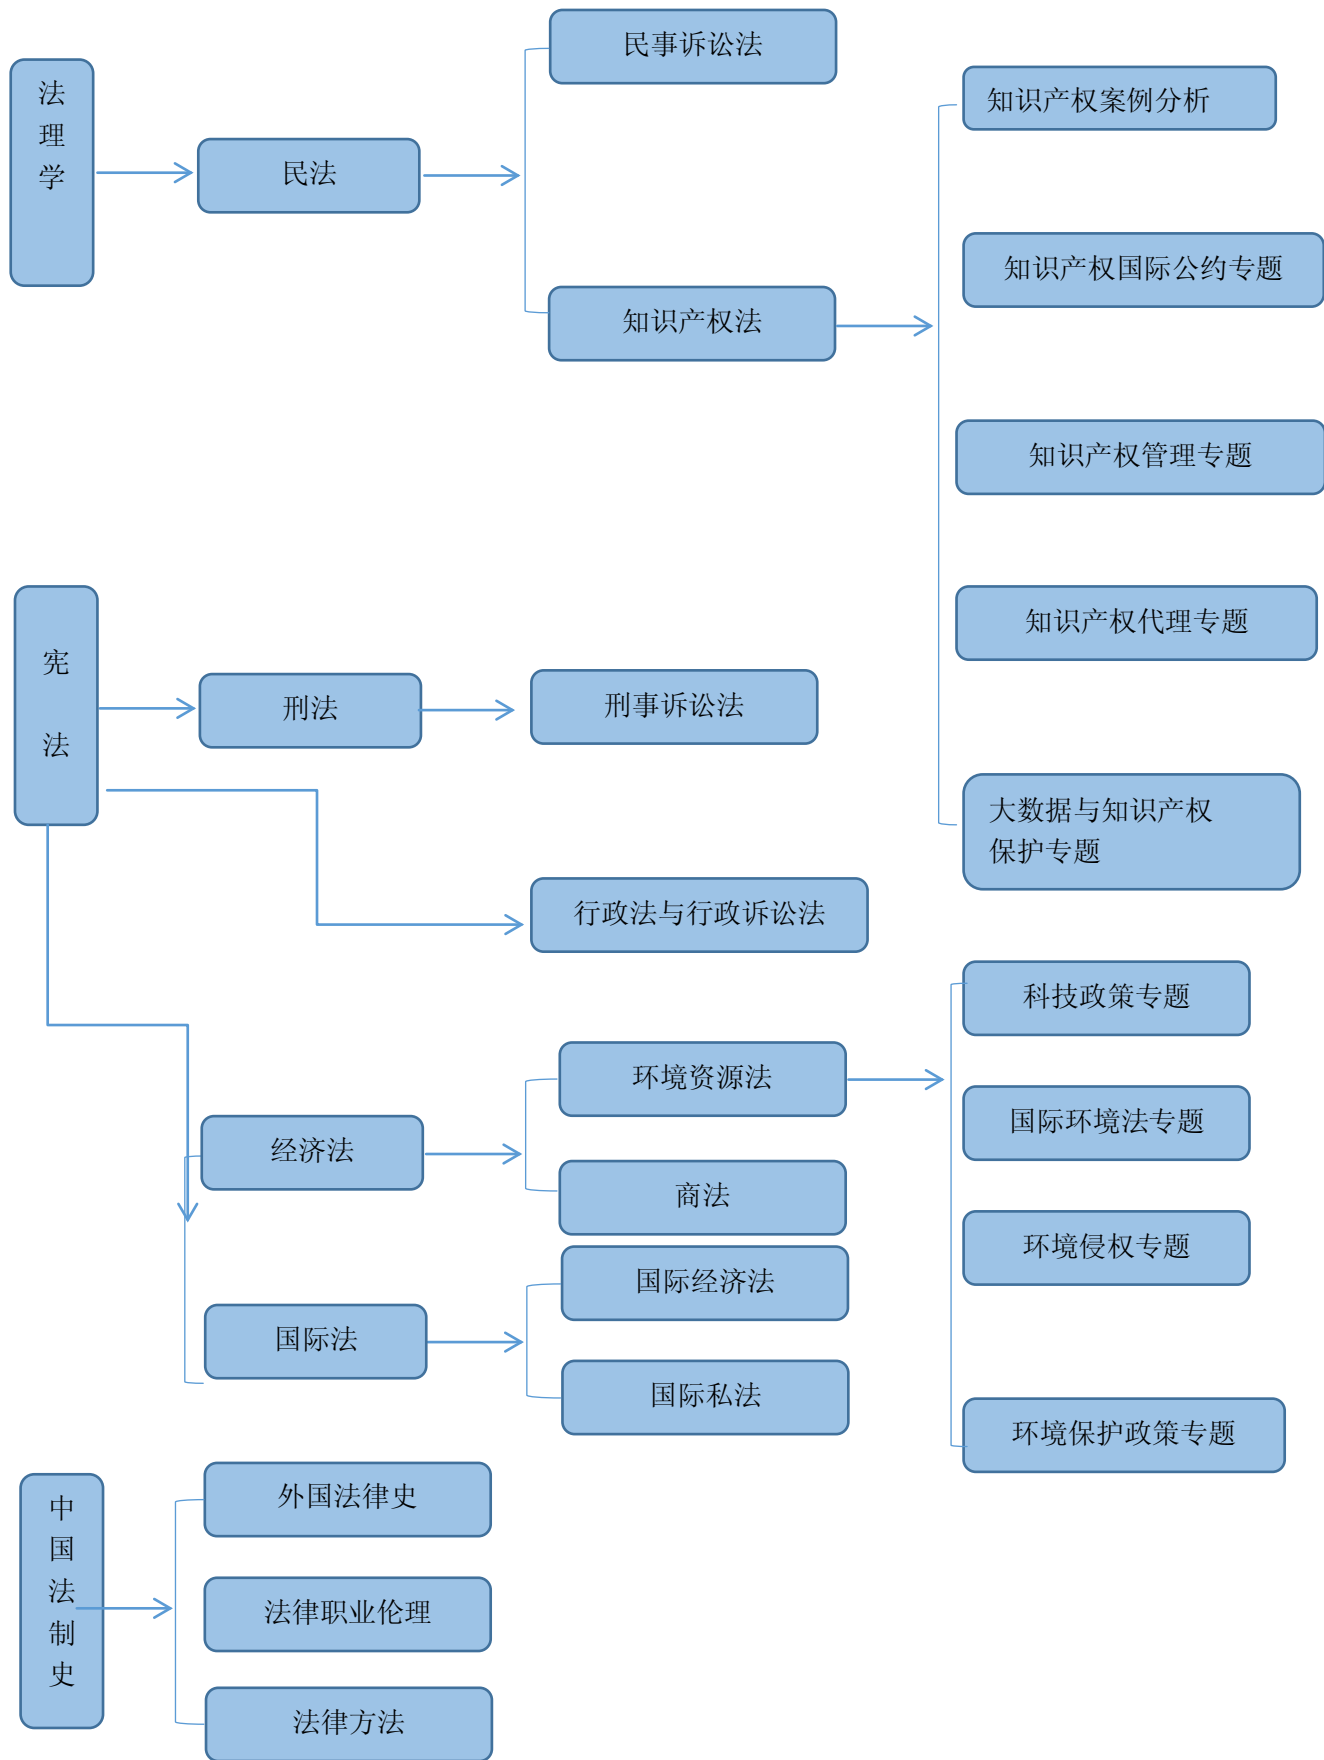 法
理
学
民法
民事诉讼法
知识产权法
知识产权案例分析
知识产权国际公约专题
知识产权管理专题
知识产权代理专题
大数据与知识产权
保护专题
宪
法
刑法
刑事诉讼法
行政法与行政诉讼法
经济法
环境资源法
商法
科技政策专题
国际环境法专题
环境侵权专题
环境保护政策专题
国际法
国际经济法
国际私法
中
国
法
制
史
外国法律史
法律职业伦理
法律方法